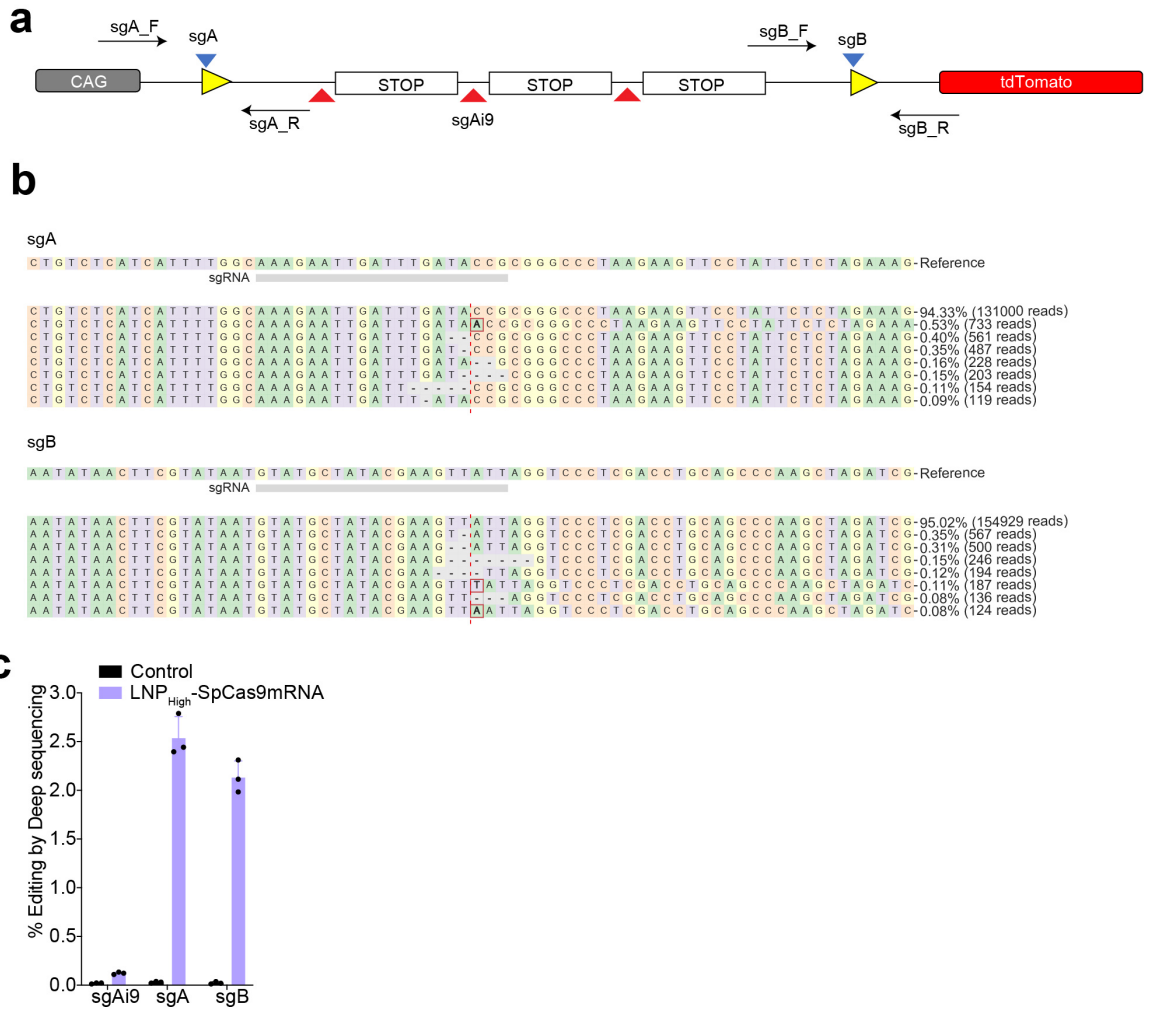 a
sgA_F
sgA
sgB_F
sgB
CAG
STOP
STOP
STOP
tdTomato
sgA_R
sgAi9
sgB_R
b
sgA
C T G T C T C A T C A T T T T G G C A A A G A A T T G A T T T G A T A C C G C G G G C C C T A A G A A G T T C C T A T T C T C T A G A A A G - Reference
sgRNA
C T G T C T C A T C A T T T T G G C A A A G A A T T G A T T T G A T A C C G C G G G C C C T A A G A A G T T C C T A T T C T C T A G A A A G - 94.33% (131000 reads)
C T G T C T C A T C A T T T T G G C A A A G A A T T G A T T T G A T A A C C G C G G G C C C T A A G A A G T T C C T A T T C T C T A G A A A - 0.53% (733 reads)
C T G T C T C A T C A T T T T G G C A A A G A A T T G A T T T G A - - C C G C G G G C C C T A A G A A G T T C C T A T T C T C T A G A A A G - 0.40% (561 reads)
C T G T C T C A T C A T T T T G G C A A A G A A T T G A T T T G A T - C C G C G G G C C C T A A G A A G T T C C T A T T C T C T A G A A A G - 0.35% (487 reads)
C T G T C T C A T C A T T T T G G C A A A G A A T T G A T T T G A T A - - G C G G G C C C T A A G A A G T T C C T A T T C T C T A G A A A G - 0.16% (228 reads)
C T G T C T C A T C A T T T T G G C A A A G A A T T G A T T T G A T - - - - C G G G C C C T A A G A A G T T C C T A T T C T C T A G A A A G - 0.15% (203 reads)
C T G T C T C A T C A T T T T G G C A A A G A A T T G A T T - - - - - C C G C G G G C C C T A A G A A G T T C C T A T T C T C T A G A A A G - 0.11% (154 reads)
C T G T C T C A T C A T T T T G G C A A A G A A T T G A T T T - A T A C C G C G G G C C C T A A G A A G T T C C T A T T C T C T A G A A A G - 0.09% (119 reads)
sgB
A A T A T A A C T T C G T A T A A T G T A T G C T A T A C G A A G T T A T T A G G T C C C T C G A C C T G C A G C C C A A G C T A G A T C G - Reference
sgRNA
A A T A T A A C T T C G T A T A A T G T A T G C T A T A C G A A G T T A T T A G G T C C C T C G A C C T G C A G C C C A A G C T A G A T C G - 95.02% (154929 reads)
A A T A T A A C T T C G T A T A A T G T A T G C T A T A C G A A G T - A T T A G G T C C C T C G A C C T G C A G C C C A A G C T A G A T C G - 0.35% (567 reads)
A A T A T A A C T T C G T A T A A T G T A T G C T A T A C G A A G - - A T T A G G T C C C T C G A C C T G C A G C C C A A G C T A G A T C G - 0.31% (500 reads)
A A T A T A A C T T C G T A T A A T G T A T G C T A T A C G A A G - - - - - - - G T C C C T C G A C C T G C A G C C C A A G C T A G A T C G - 0.15% (246 reads)
A A T A T A A C T T C G T A T A A T G T A T G C T A T A C G A A - - - - T T A G G T C C C T C G A C C T G C A G C C C A A G C T A G A T C G - 0.12% (194 reads)
A A T A T A A C T T C G T A T A A T G T A T G C T A T A C G A A G T T T A T T A G G T C C C T C G A C C T G C A G C C C A A G C T A G A T C - 0.11% (187 reads)
A A T A T A A C T T C G T A T A A T G T A T G C T A T A C G A A G T T - - - A G G T C C C T C G A C C T G C A G C C C A A G C T A G A T C G - 0.08% (136 reads)
A A T A T A A C T T C G T A T A A T G T A T G C T A T A C G A A G T T A A T T A G G T C C C T C G A C C T G C A G C C C A A G C T A G A T C - 0.08% (124 reads)
c
Control
LNPHigh-SpCas9mRNA
% Editing by Deep sequencing
3.0
2.5
2.0
1.5
1.0
0.5
0.0
sgAi9
sgA
sgB